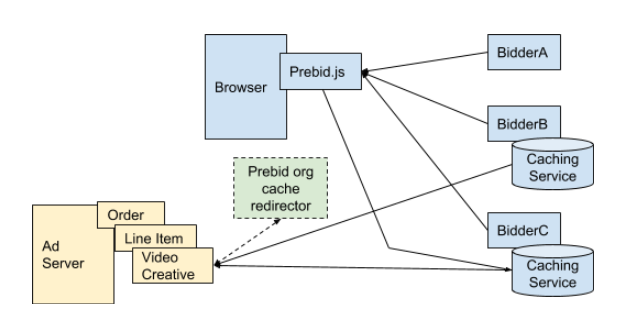 Browser
Prebid.js
BidderA
BidderB
Caching
Service
Prebid org
cache
redirector
BidderC
Caching
Service
Ad
Server
Order
Line Item
Video
Creative